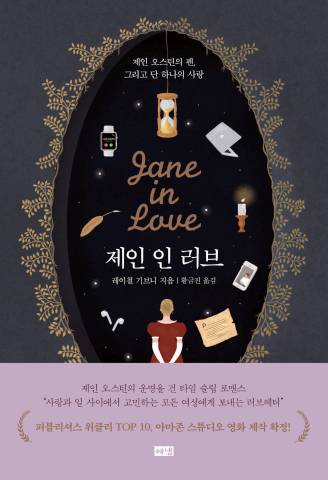 제인 오스틴의 펜,
그리고 단 하나의 사랑
Jane
in
Love
제인 인 러브
레이철 기브니 지음 | 황금진 옮김
제인 오스틴의 운명을 건 타임 슬립 로맨스
"사랑과 일 사이에서 고민하는 모든 여성에게 보내는 러브레터"
퍼블리셔스 위클리 TOP 10, 아마존 스튜디오 영화 제작 확정!
해냄